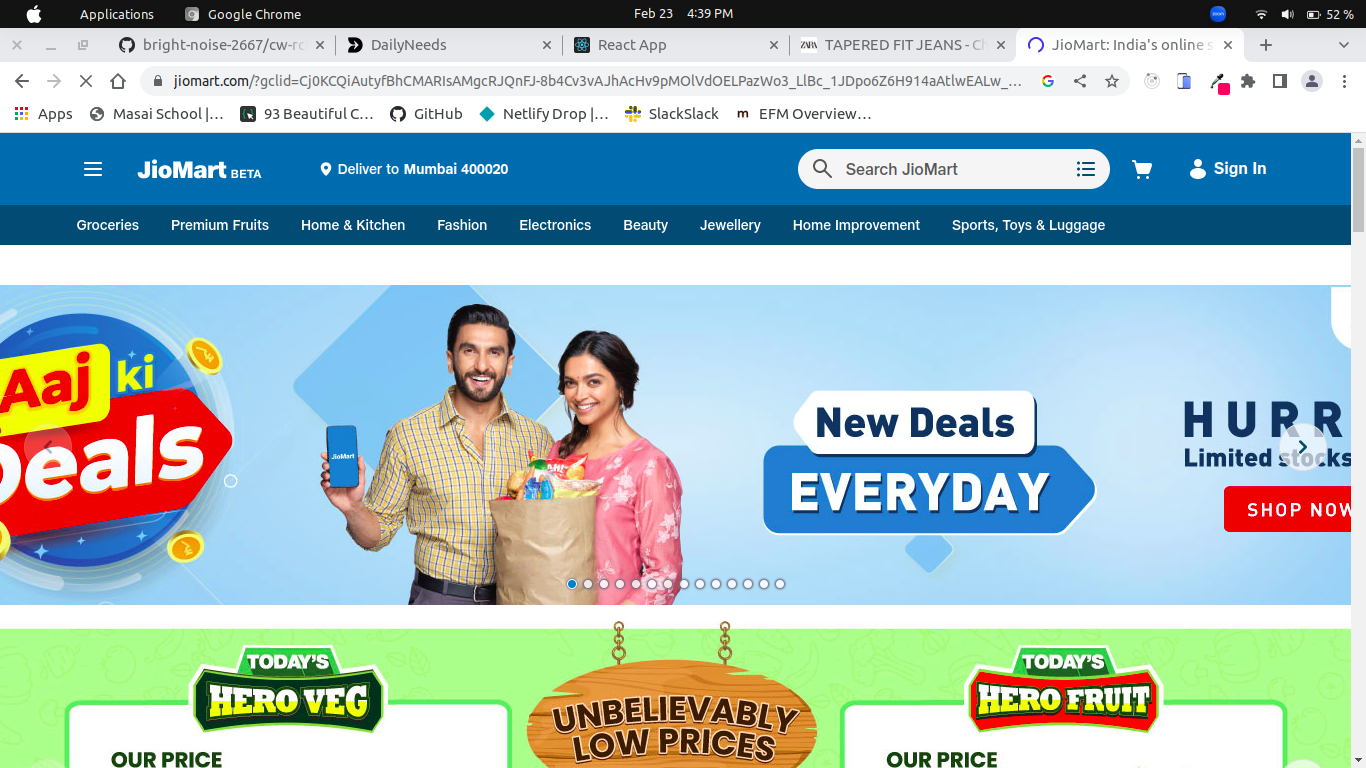 Applications
Google Chrome
Feb 23 4:39 PM
52 %
bright-noise-2667/cw-ro
DailyNeeds
React App
ZARA
TAPERED FIT JEANS - Ch
JioMart: India's online s
jiomart.com/?gclid=Cj0KCQiAutyfBhCMARIsAMgcRJQnFJ-8b4Cv3vAJhAcHv9pMOlVdOELPazWo3_LlBc_1JDpo6Z6H914aAtlwEALw_...
Apps
Masai School |...
93 Beautiful C...
GitHub
Netlify Drop |...
SlackSlack
m EFM Overview...
JioMart BETA
Deliver to Mumbai 400020
Search JioMart
Sign In
Groceries
Premium Fruits
Home & Kitchen
Fashion
Electronics
Beauty
Jewellery
Home Improvement
Sports, Toys & Luggage
Aaj ki
Deals
JioMart
New Deals
EVERYDAY
HURR
Limited stocks
SHOP NOW
TODAY'S
HERO VEG
OUR PRICE
UNBELIEVABLY
LOW PRICES
TODAY'S
HERO FRUIT
OUR PRICE